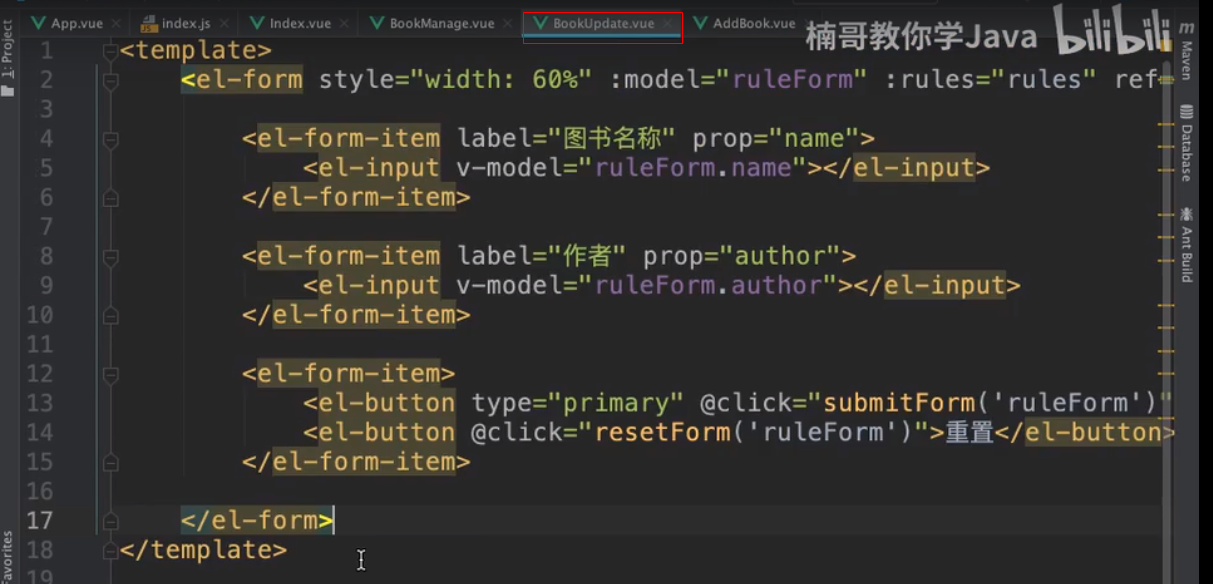 App.vue × index.js × Index.vue × BookManage.vue × BookUpdate.vue × AddBook.vue
楠哥教你学Java bilibili
1: Project
Favorites
1 <template>
2 <el-form style="width: 60%" :model="ruleForm" :rules="rules" ref
3
4 <el-form-item label="图书名称" prop="name">
5 <el-input v-model="ruleForm.name"></el-input>
6 </el-form-item>
7
8 <el-form-item label="作者" prop="author">
9 <el-input v-model="ruleForm.author"></el-input>
10 </el-form-item>
11
12 <el-form-item>
13 <el-button type="primary" @click="submitForm('ruleForm')"
14 <el-button @click="resetForm('ruleForm')">重置</el-button>
15 </el-form-item>
16
17 </el-form>
18 </template>
19
m Maven
Database
Ant Build